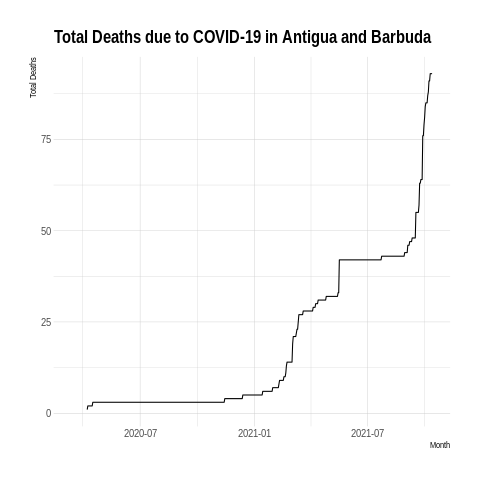 Total Deaths due to COVID-19 in Antigua and Barbuda
Total Deaths
75
50
25
0
2020-07
2021-01
2021-07
Month